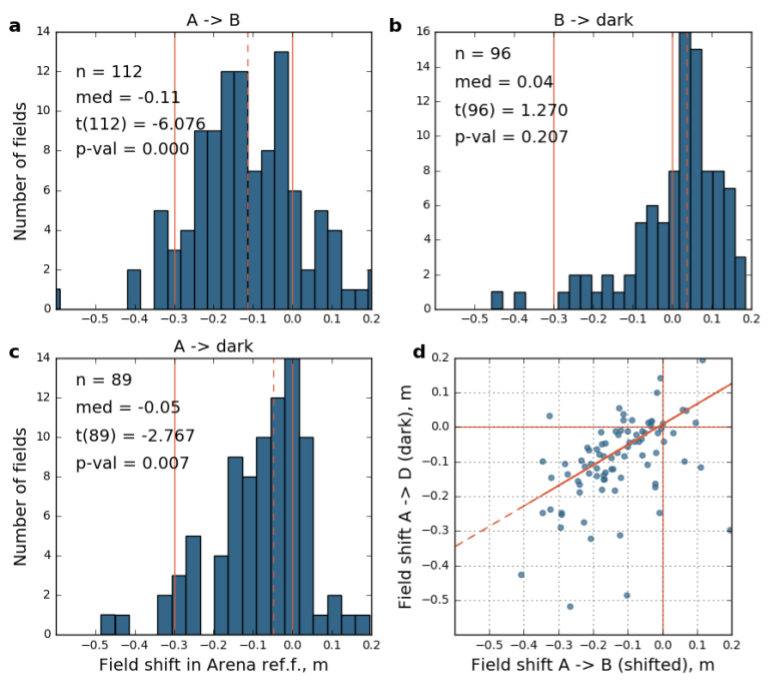 a
A -> B
14
12
10
8
6
4
2
0
Number of fields
n = 112
med = -0.11
t(112) = -6.076
p-val = 0.000
−0.5 −0.4 −0.3 −0.2 −0.1 0.0 0.1 0.2
b
B -> dark
16
14
12
10
8
6
4
2
0
n = 96
med = 0.04
t(96) = 1.270
p-val = 0.207
−0.5 −0.4 −0.3 −0.2 −0.1 0.0 0.1 0.2
c
A -> dark
14
12
10
8
6
4
2
0
Number of fields
n = 89
med = -0.05
t(89) = -2.767
p-val = 0.007
−0.5 −0.4 −0.3 −0.2 −0.1 0.0 0.1 0.2
Field shift in Arena ref.f., m
d
0.2
0.1
0.0
−0.1
−0.2
−0.3
−0.4
−0.5
Field shift A -> D (dark), m
−0.5 −0.4 −0.3 −0.2 −0.1 0.0 0.1 0.2
Field shift A -> B (shifted), m